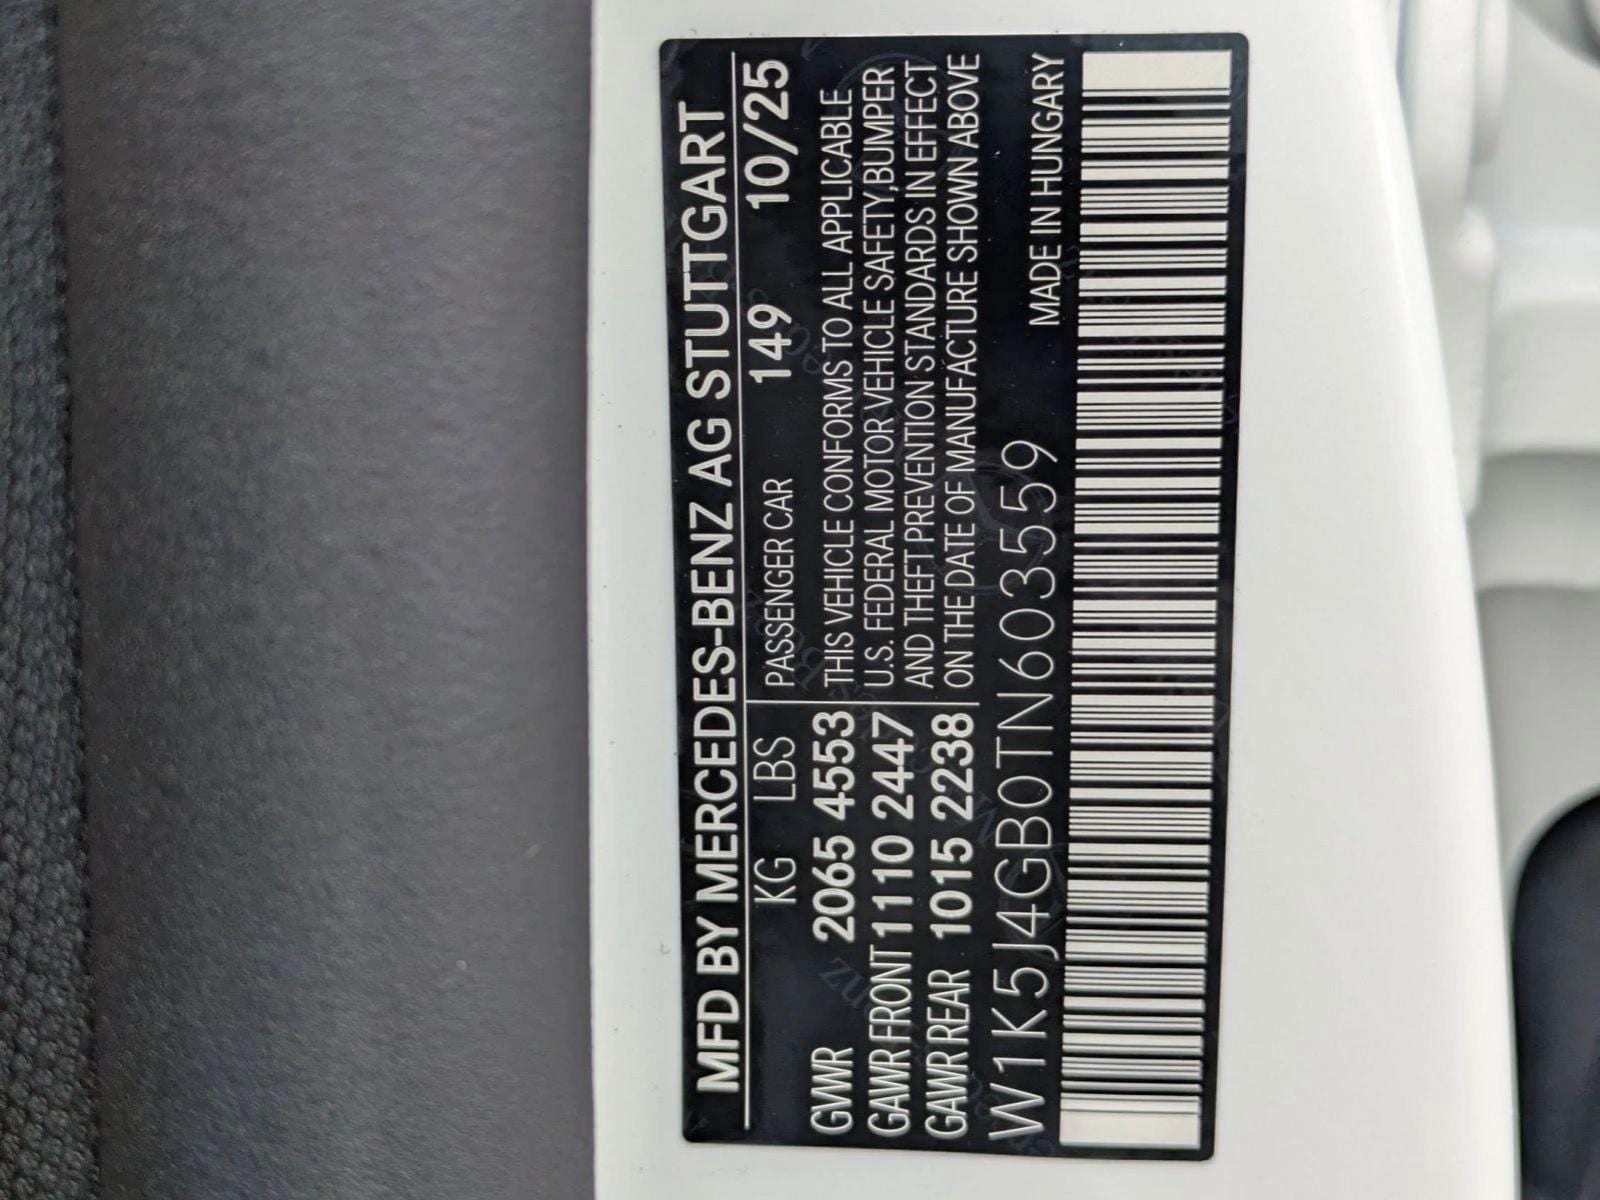 MFD BY MERCEDES-BENZ AG STUTTGART
KG LBS PASSENGER CAR 149 10/25
GVWR 2065 4553 THIS VEHICLE CONFORMS TO ALL APPLICABLE
GAWR FRONT 1110 2447 U.S. FEDERAL MOTOR VEHICLE SAFETY,BUMPER
GAWR REAR 1015 2238 AND THEFT PREVENTION STANDARDS IN EFFECT
ON THE DATE OF MANUFACTURE SHOWN ABOVE
W1K5J4GB0TN603559 MADE IN HUNGARY